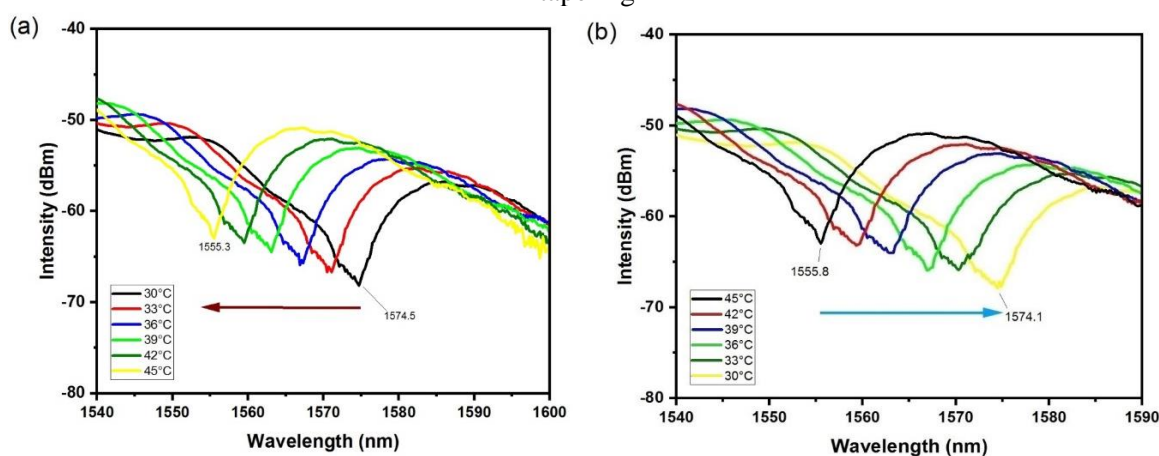 (a)
-40
-50
-60
-70
-80
Intensity (dBm)
1555.3
1574.5
30°C
33°C
36°C
39°C
42°C
45°C
1540 1550 1560 1570 1580 1590 1600
Wavelength (nm)
(b)
-40
-50
-60
-70
-80
Intensity (dBm)
1555.8
1574.1
45°C
42°C
39°C
36°C
33°C
30°C
1540 1550 1560 1570 1580 1590
Wavelength (nm)